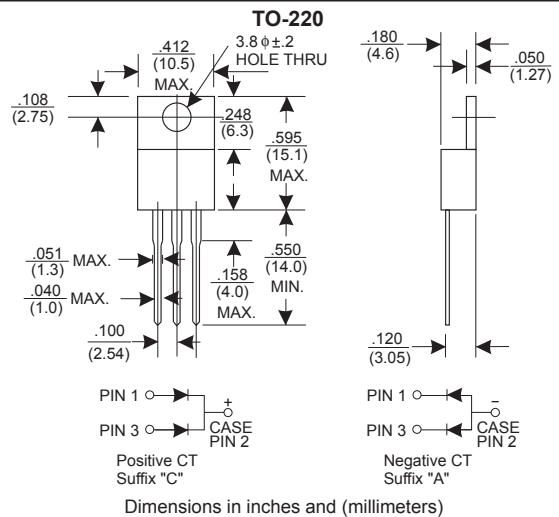 TO-220
.412
(10.5)
MAX.
3.8 ϕ±.2
HOLE THRU
.180
(4.6)
.050
(1.27)
.108
(2.75)
.248
(6.3)
.595
(15.1)
MAX.
.051
(1.3) MAX.
.040
(1.0) MAX.
.158
(4.0)
MAX.
.550
(14.0)
MIN.
.100
(2.54)
.120
(3.05)
PIN 1
PIN 3
+
CASE
PIN 2
Positive CT
Suffix "C"
PIN 1
PIN 3
−
CASE
PIN 2
Negative CT
Suffix "A"
Dimensions in inches and (millimeters)